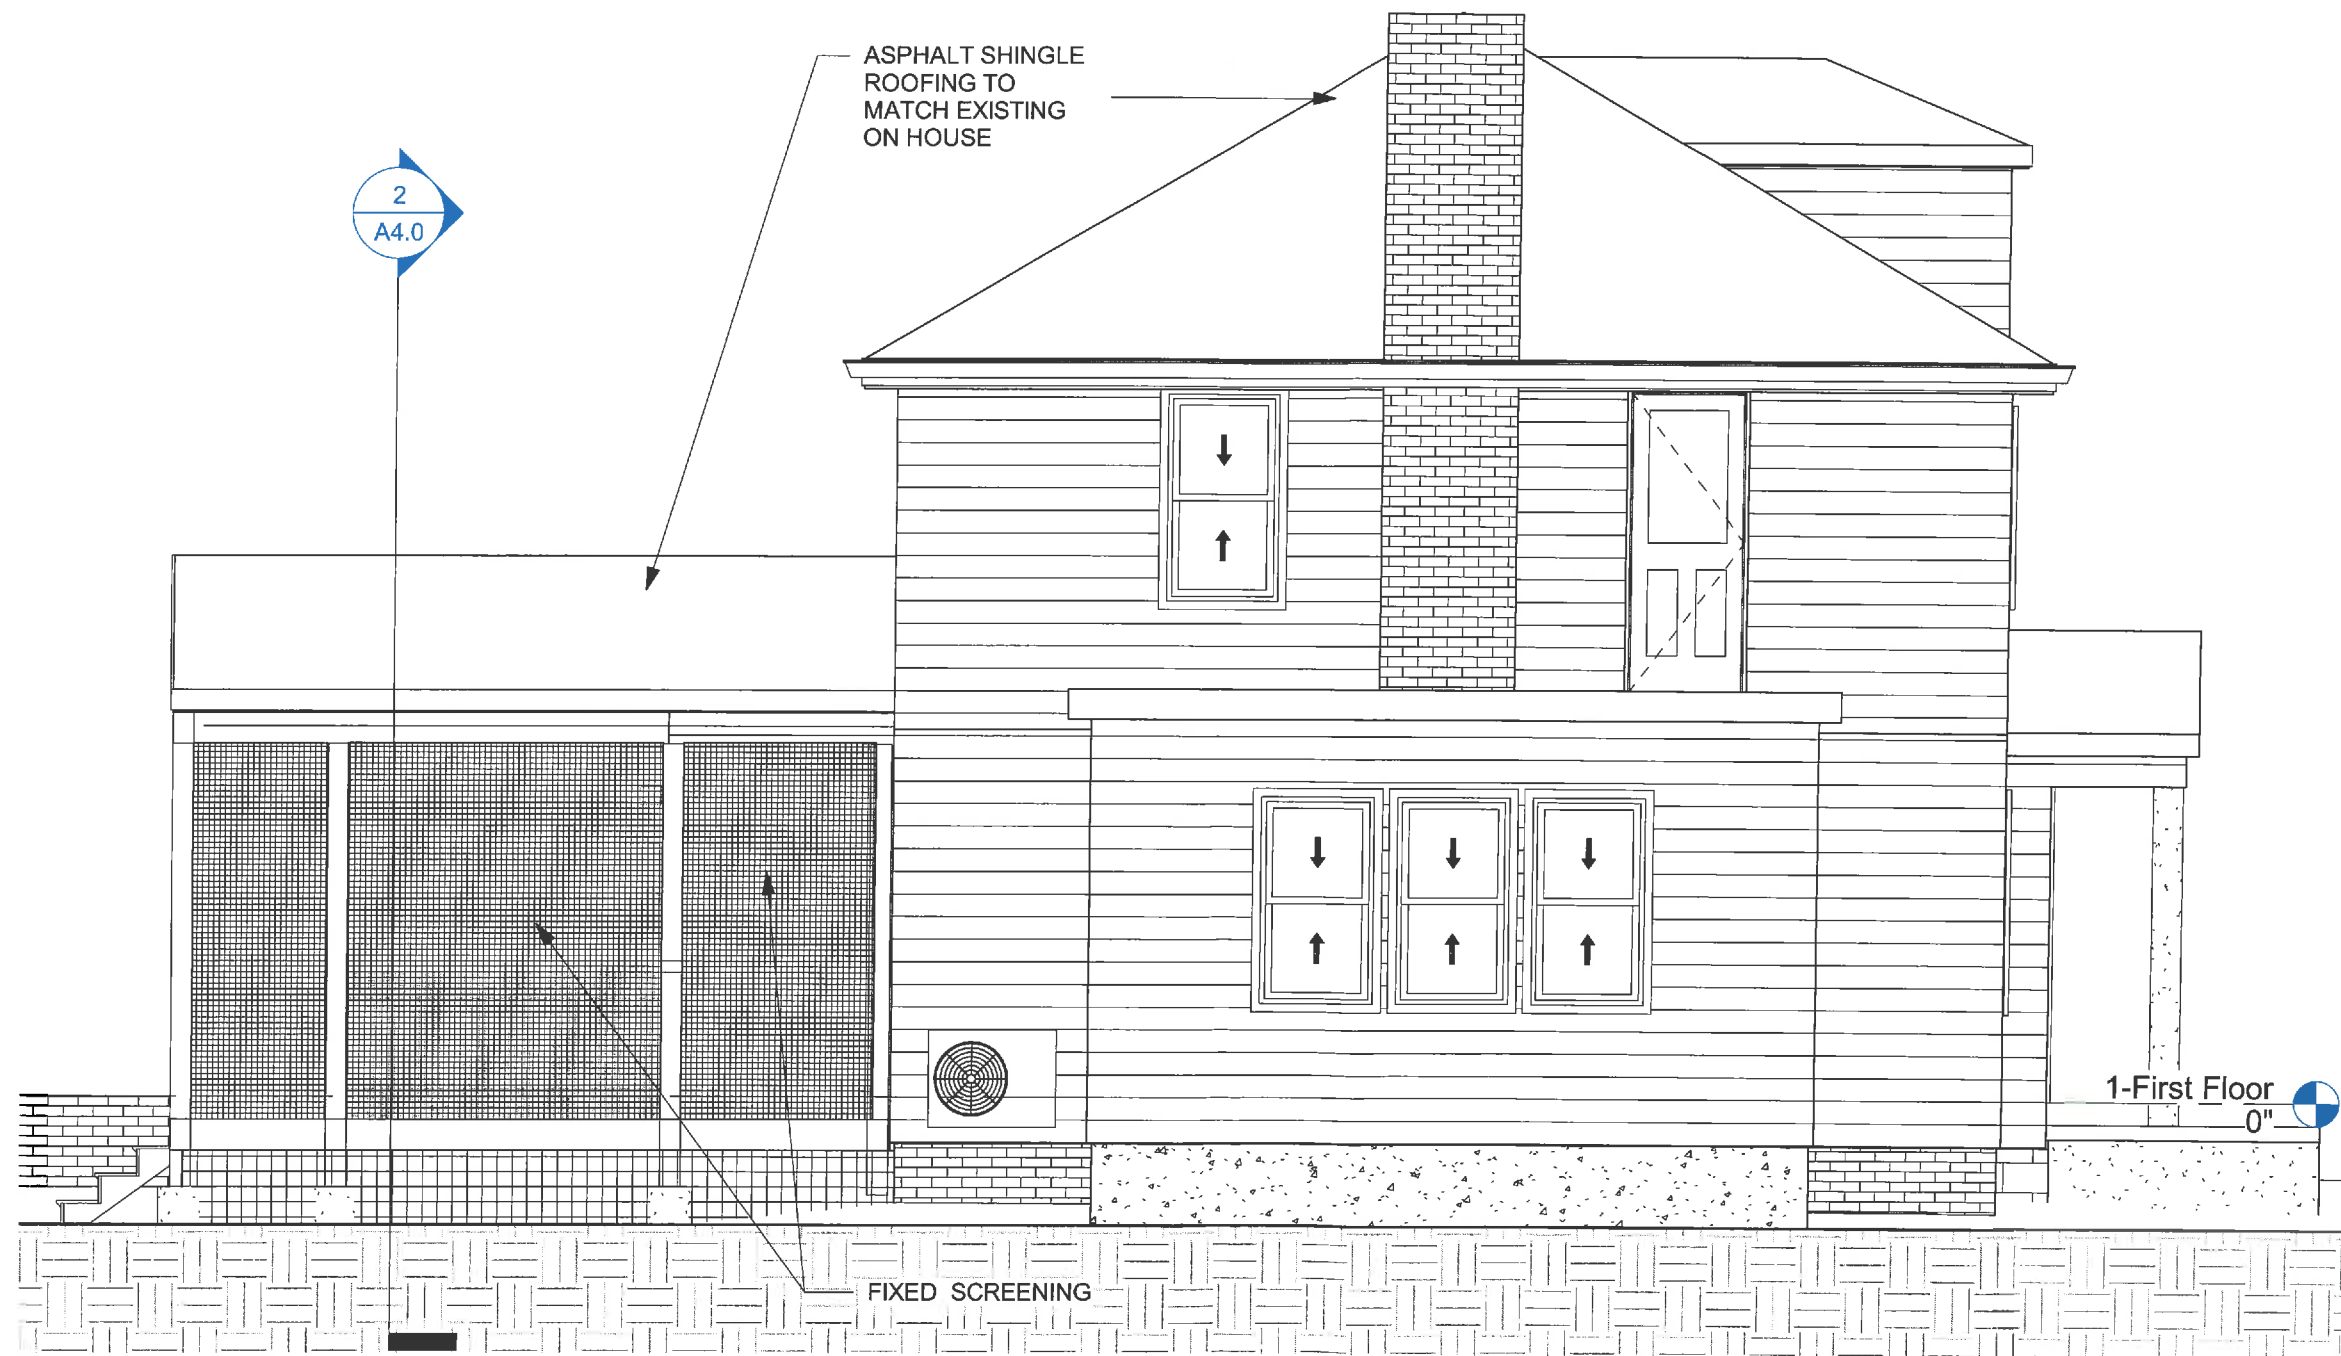 ASPHALT SHINGLE
ROOFING TO
MATCH EXISTING
ON HOUSE
2
A4.0
1-First Floor
0"
FIXED SCREENING